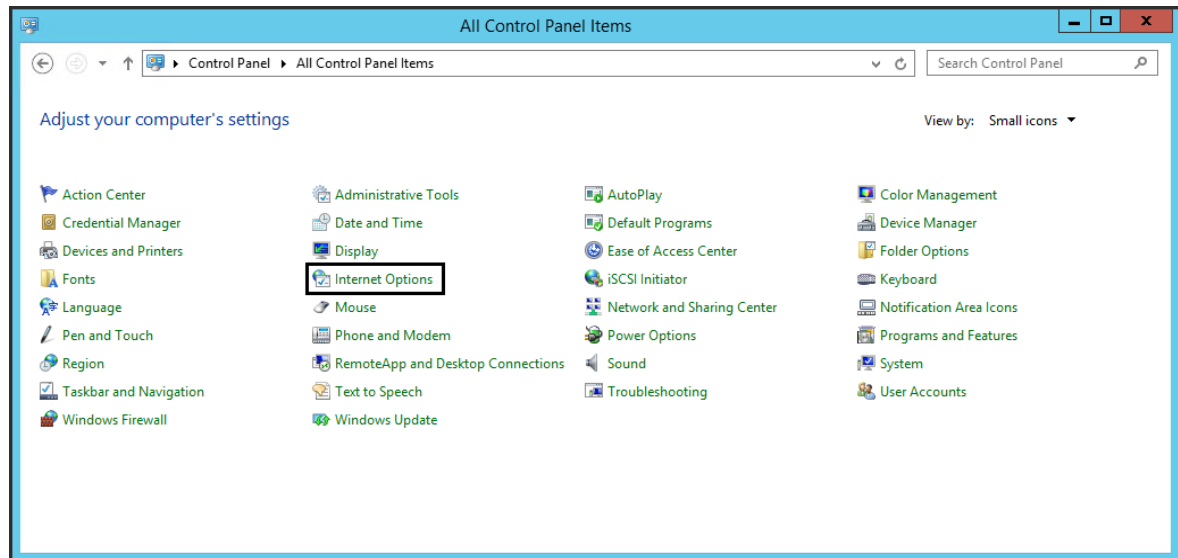 All Control Panel Items
Control Panel All Control Panel Items Search Control Panel
Adjust your computer's settings View by: Small icons
Action Center Administrative Tools AutoPlay Color Management
Credential Manager Date and Time Default Programs Device Manager
Devices and Printers Display Ease of Access Center Folder Options
Fonts Internet Options iSCSI Initiator Keyboard
Language Mouse Network and Sharing Center Notification Area Icons
Pen and Touch Phone and Modem Power Options Programs and Features
Region RemoteApp and Desktop Connections Sound System
Taskbar and Navigation Text to Speech Troubleshooting User Accounts
Windows Firewall Windows Update